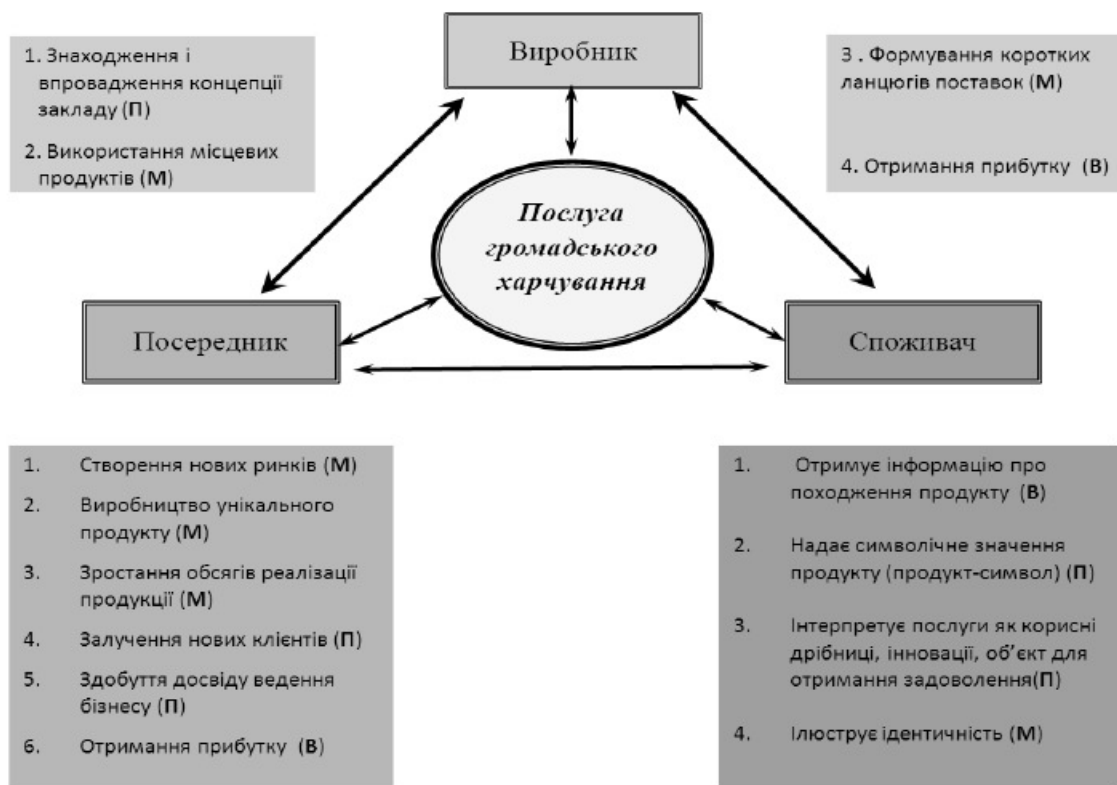 1. Знаходження і
впровадження концепції
закладу (П)
2. Використання місцевих
продуктів (М)
Виробник
3 . Формування коротких
ланцюгів поставок (М)
4. Отримання прибутку (В)
Послуга
громадського
харчування
Посередник
Споживач
1. Створення нових ринків (М)
2. Виробництво унікального
продукту (М)
3. Зростання обсягів реалізації
продукції (М)
4. Залучення нових клієнтів (П)
5. Здобуття досвіду ведення
бізнесу (П)
6. Отримання прибутку (В)
1. Отримує інформацію про
походження продукту (В)
2. Надає символічне значення
продукту (продукт-символ) (П)
3. Інтерпретує послуги як корисні
дрібниці, інновації, об’єкт для
отримання задоволення(П)
4. Ілюструє ідентичність (М)